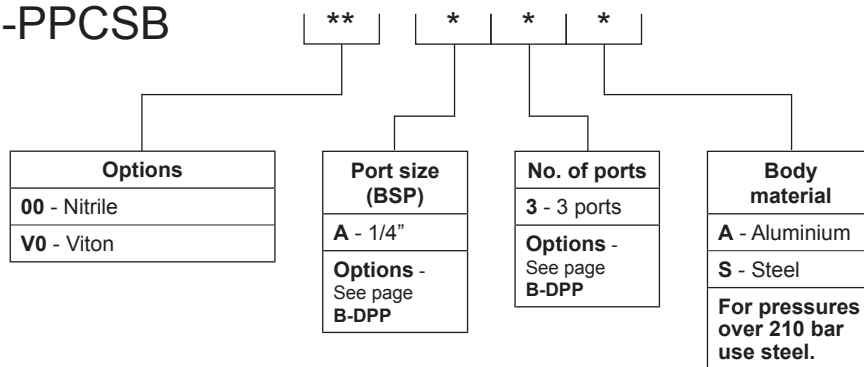 -PPCSB
** * * *
Options
00 - Nitrile
V0 - Viton
Port size
(BSP)
A - 1/4”
Options -
See page
B-DPP
No. of ports
3 - 3 ports
Options -
See page
B-DPP
Body
material
A - Aluminium
S - Steel
For pressures
over 210 bar
use steel.